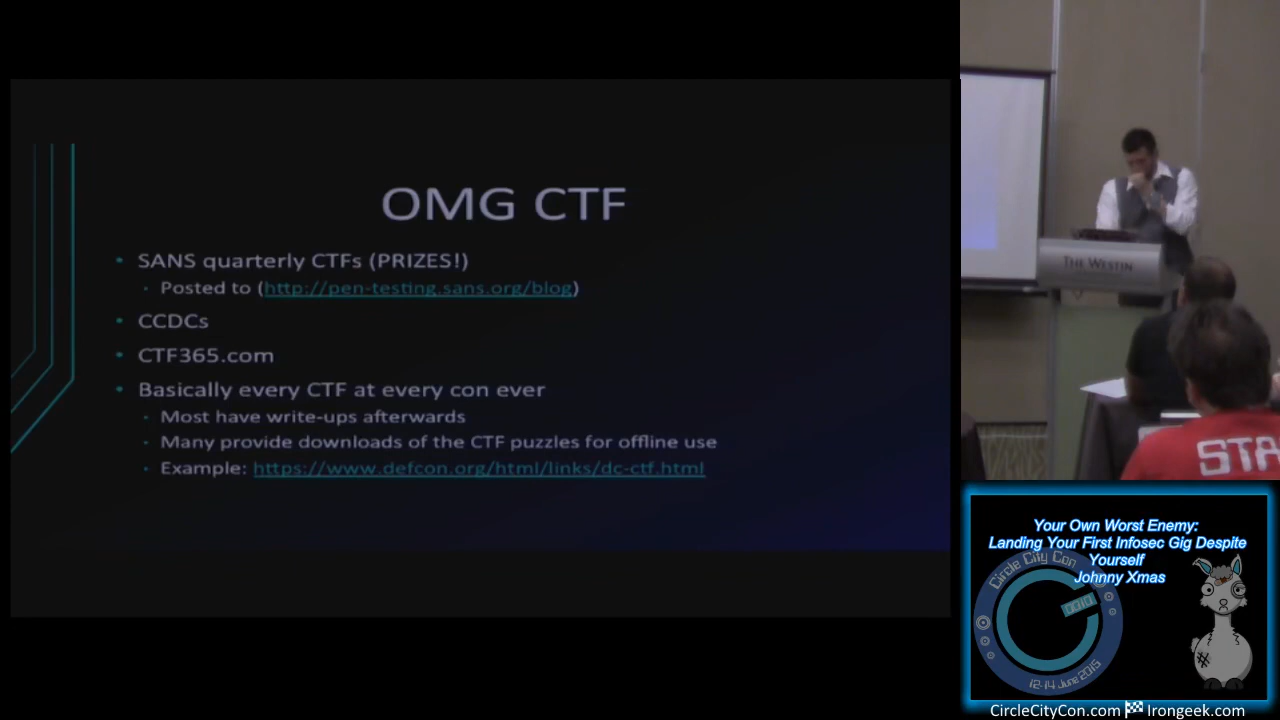 OMG CTF
• SANS quarterly CTFs (PRIZES!)
• Posted to (http://pen-testing.sans.org/blog)
• CCDCs
• CTF365.com
• Basically every CTF at every con ever
• Most have write-ups afterwards
• Many provide downloads of the CTF puzzles for offline use
• Example: https://www.defcon.org/html/links/dc-ctf.html
THE WESTIN
STA
Your Own Worst Enemy:
Landing Your First Infosec Gig Despite
Yourself
Johnny Xmas
Circle City Con
12-14 June 2015
CircleCityCon.com
Irongeek.com